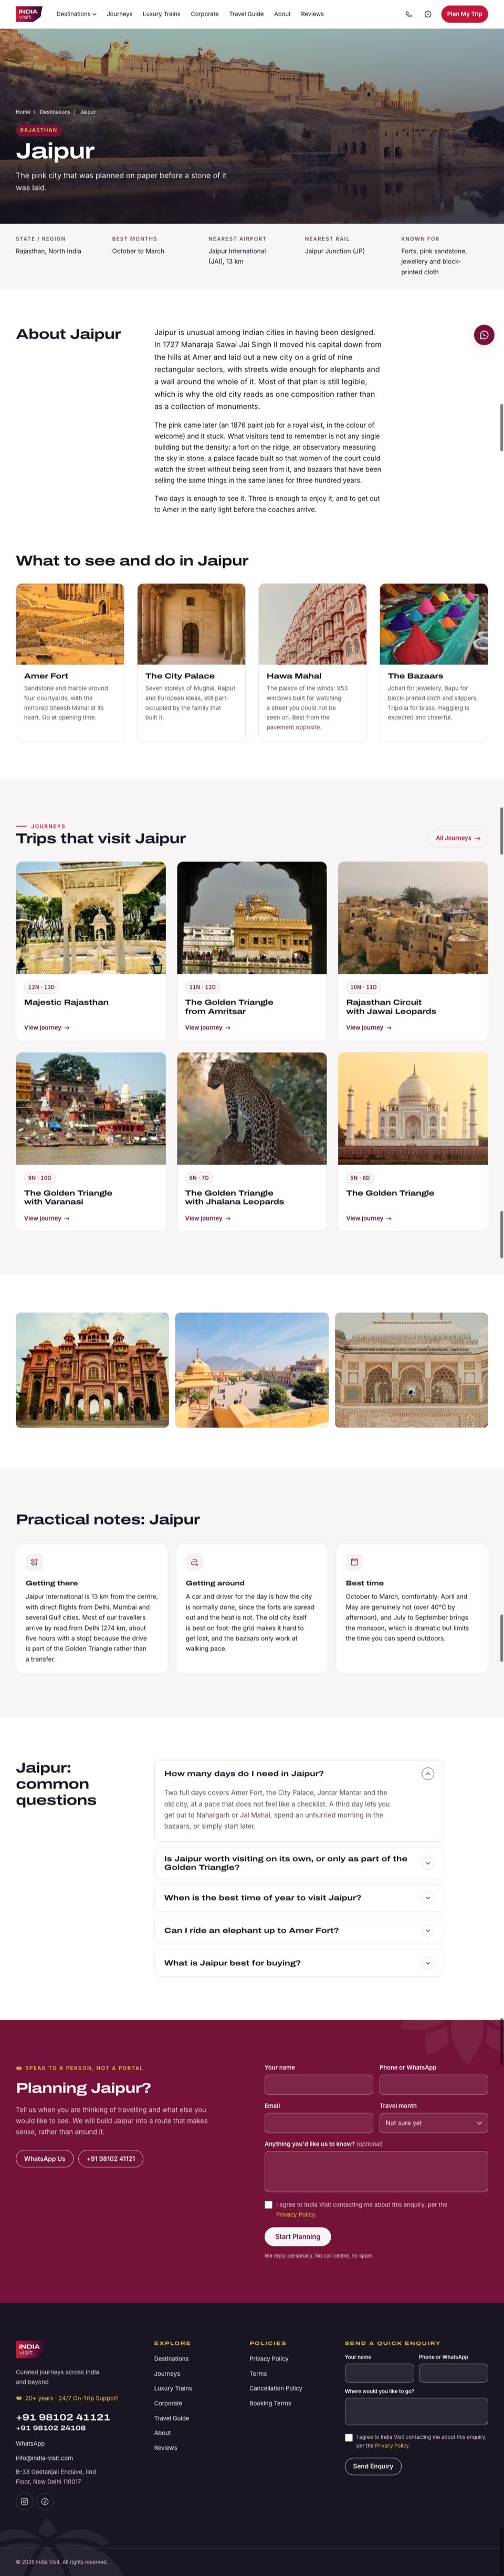 INDIA
visit
Destinations
Journeys
Luxury Trains
Corporate
Travel Guide
About
Reviews
Plan My Trip
Home / Destinations / Jaipur
RAJASTHAN
Jaipur
The pink city that was planned on paper before a stone of it
was laid.
STATE / REGION
Rajasthan, North India
BEST MONTHS
October to March
NEAREST AIRPORT
Jaipur International
(JAI), 13 km
NEAREST RAIL
Jaipur Junction (JP)
KNOWN FOR
Forts, pink sandstone,
jewellery and block-
printed cloth
About Jaipur
Jaipur is unusual among Indian cities in having been designed.
In 1727 Maharaja Sawai Jai Singh II moved his capital down from
the hills at Amer and laid out a new city on a grid of nine
rectangular sectors, with streets wide enough for elephants and
a wall around the whole of it. Most of that plan is still legible,
which is why the old city reads as one composition rather than
as a collection of monuments.
The pink came later (an 1876 paint job for a royal visit, in the colour of
welcome) and it stuck. What visitors tend to remember is not any single
building but the density: a fort on the ridge, an observatory measuring
the sky in stone, a palace facade built so that women of the court could
watch the street without being seen from it, and bazaars that have been
selling the same things in the same lanes for three hundred years.
Two days is enough to see it. Three is enough to enjoy it, and to get out
to Amer in the early light before the coaches arrive.
What to see and do in Jaipur
Amer Fort
Sandstone and marble around
four courtyards, with the
mirrored Sheesh Mahal at its
heart. Go at opening time.
The City Palace
Seven storeys of Mughal, Rajput
and European ideas, still part-
occupied by the family that
built it.
Hawa Mahal
The palace of the winds: 953
windows built for watching
a street you could not be
seen on. Best from the
pavement opposite.
The Bazaars
Johari for jewellery, Bapu for
block-printed cloth and slippers,
Tripolia for brass. Haggling is
expected and cheerful.
JOURNEYS
Trips that visit Jaipur
All Journeys →
12N · 13D
Majestic Rajasthan
View journey →
11N · 12D
The Golden Triangle
from Amritsar
View journey →
10N · 11D
Rajasthan Circuit
with Jawai Leopards
View journey →
9N · 10D
The Golden Triangle
with Varanasi
View journey →
6N · 7D
The Golden Triangle
with Jhalana Leopards
View journey →
5N · 6D
The Golden Triangle
View journey →
Practical notes: Jaipur
Getting there
Jaipur International is 13 km from the centre,
with direct flights from Delhi, Mumbai and
several Gulf cities. Most of our travellers
arrive by road from Delhi (274 km, about
five hours with a stop) because the drive
is part of the Golden Triangle rather than
a transfer.
Getting around
A car and driver for the day is how the city
is normally done, since the forts are spread
out and the heat is not. The old city itself
is best on foot: the grid makes it hard to
get lost, and the bazaars only work at
walking pace.
Best time
October to March, comfortably. April and
May are genuinely hot (over 40°C by
afternoon), and July to September brings
the monsoon, which is dramatic but limits
the time you can spend outdoors.
Jaipur:
common
questions
How many days do I need in Jaipur?
Two full days covers Amer Fort, the City Palace, Jantar Mantar and the
old city, at a pace that does not feel like a checklist. A third day lets you
get out to Nahargarh or Jal Mahal, spend an unhurried morning in the
bazaars, or simply start later.
Is Jaipur worth visiting on its own, or only as part of the
Golden Triangle?
When is the best time of year to visit Jaipur?
Can I ride an elephant up to Amer Fort?
What is Jaipur best for buying?
SPEAK TO A PERSON, NOT A PORTAL
Planning Jaipur?
Tell us when you are thinking of travelling and what else you
would like to see. We will build Jaipur into a route that makes
sense, rather than around it.
WhatsApp Us
+91 98102 41121
Your name
Phone or WhatsApp
Email
Travel month
Not sure yet
Anything you'd like us to know? (optional)
I agree to India Visit contacting me about this enquiry, per the
Privacy Policy.
Start Planning
We reply personally. No call centre, no spam.
INDIA
visit
Curated journeys across India
and beyond
20+ years · 24/7 On-Trip Support
+91 98102 41121
+91 98102 24108
WhatsApp
info@india-visit.com
B-33 Geetanjali Enclave, IInd
Floor, New Delhi 110017
EXPLORE
Destinations
Journeys
Luxury Trains
Corporate
Travel Guide
About
Reviews
POLICIES
Privacy Policy
Terms
Cancellation Policy
Booking Terms
SEND A QUICK ENQUIRY
Your name
Phone or WhatsApp
Where would you like to go?
I agree to India Visit contacting me about this enquiry,
per the Privacy Policy.
Send Enquiry
© 2026 India Visit. All rights reserved.